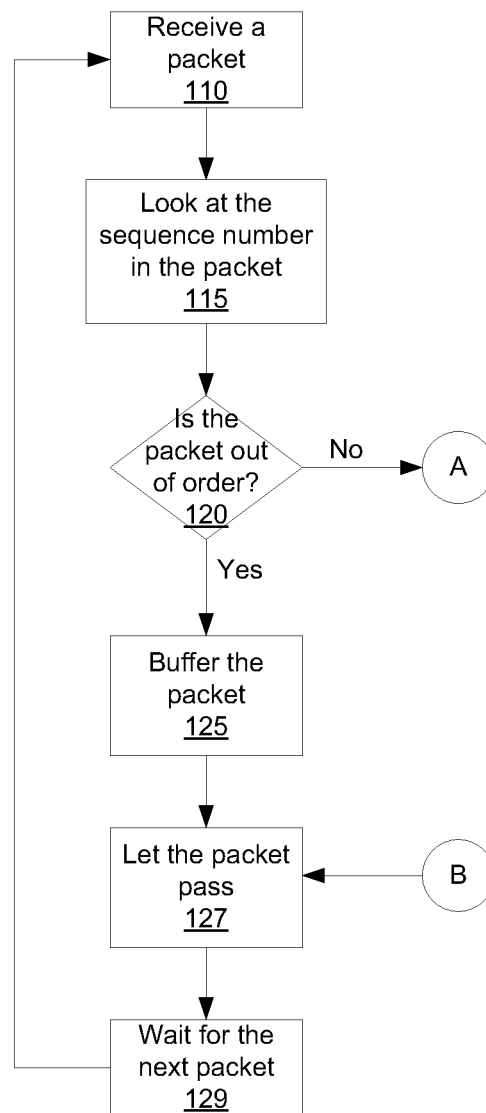 Receive a
packet
110
Look at the
sequence number
in the packet
115
Is the
packet out
of order?
120
No
A
Yes
Buffer the
packet
125
Let the packet
pass
127
B
Wait for the
next packet
129